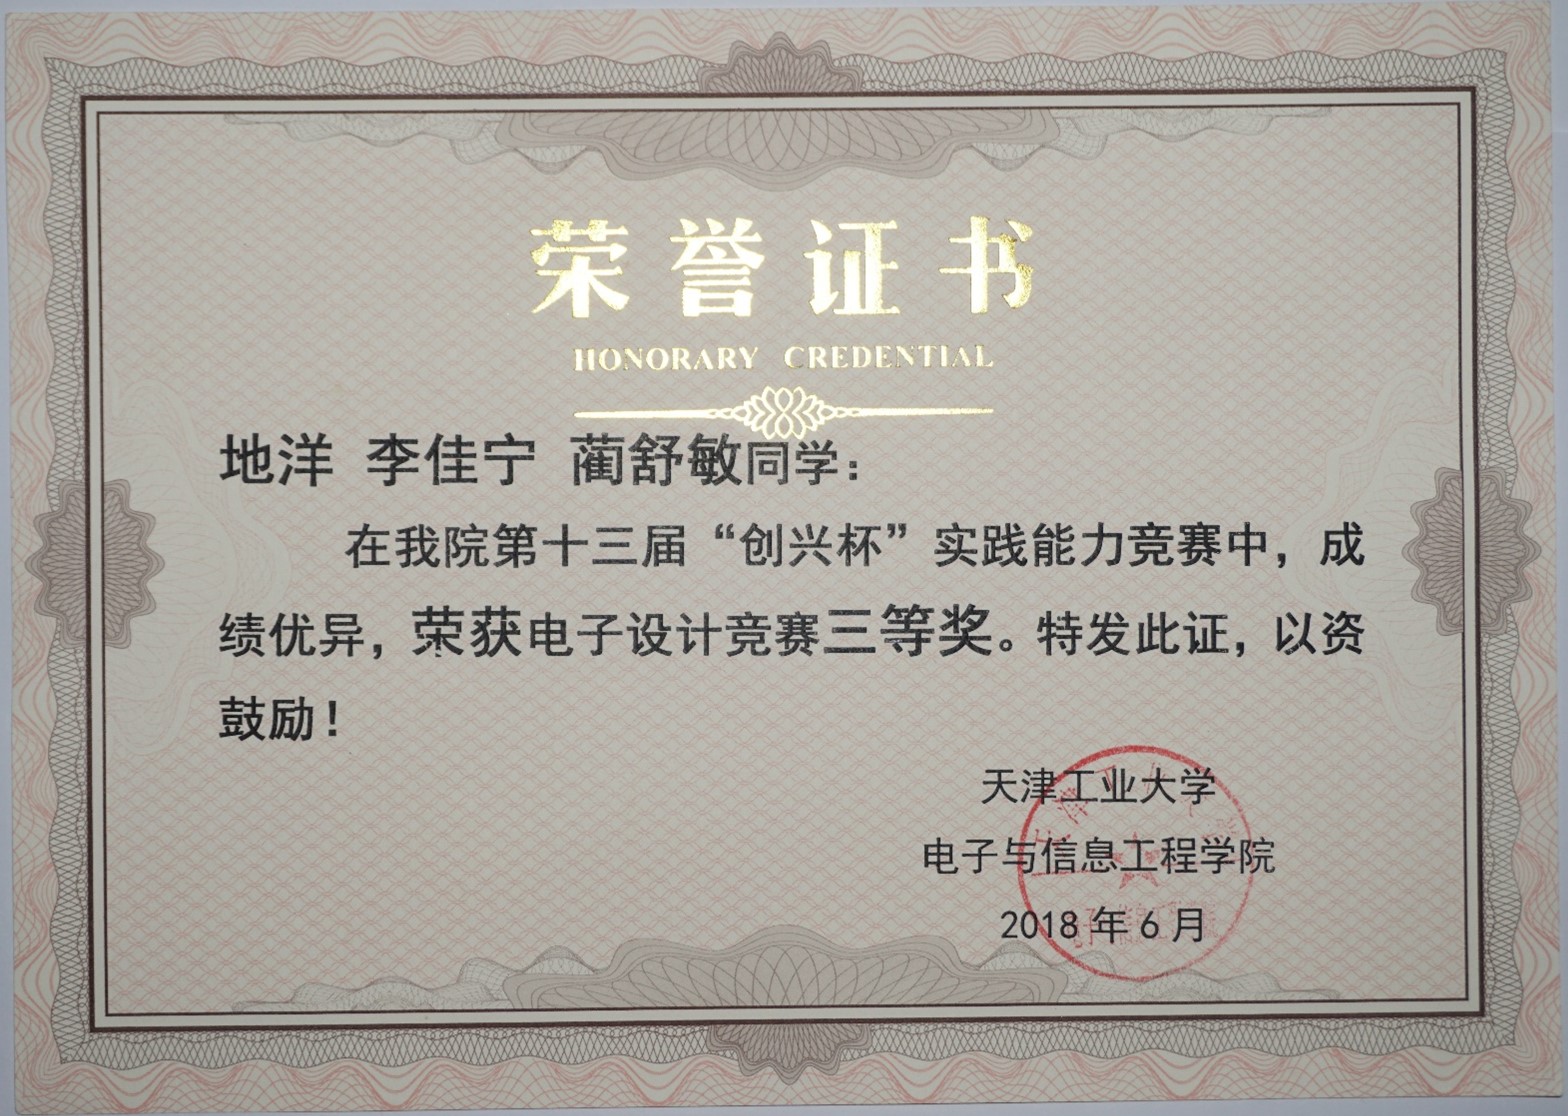 荣誉证书
HONORARY CREDENTIAL
地洋 李佳宁 蔺舒敏同学：
在我院第十三届“创兴杯”实践能力竞赛中，成
绩优异，荣获电子设计竞赛三等奖。特发此证，以资
鼓励！
天津工业大学
电子与信息工程学院
2018 年 6 月